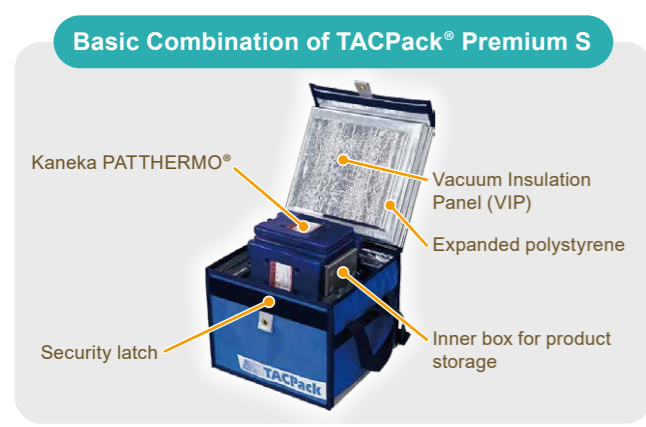 Basic Combination of TACPack® Premium S
Kaneka PATTHERMO®
Vacuum Insulation
Panel (VIP)
Expanded polystyrene
Security latch
Inner box for product
storage
TACPack